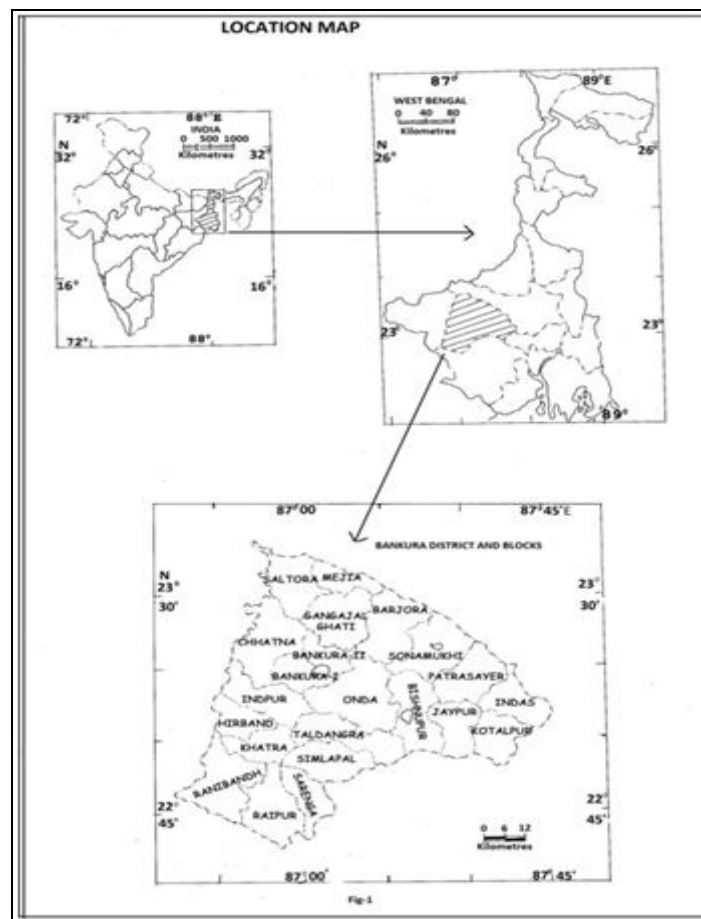 LOCATION MAP
72°
88° E
INDIA
0 500 1000
Kilometres
N
32°
32°
16°
16°
72°
88°
87°
89°E
WEST BENGAL
0 40 80
Kilometres
N
26°
26°
23°
23°
89°
87°00
87°45'E
BANKURA DISTRICT AND BLOCKS
N
23°
30'
23°
30'
SALTORA
MEJIA
GANGAJAL
GHATI
BARJORA
CHHATNA
BANKURA-II
SONAMUKHI
BANKURA-I
PATRASAYER
INDPUR
ONDA
BISHNUPUR
JAYPUR
INDAS
HIRBAND
TALDANGRA
KOTALPUR
KHATRA
SIMLAPAL
RANIBANDH
SARENGA
RAIPUR
22°
45'
22°
45'
0 6 12
Kilometres
87°00'
87°45'
Fig-1